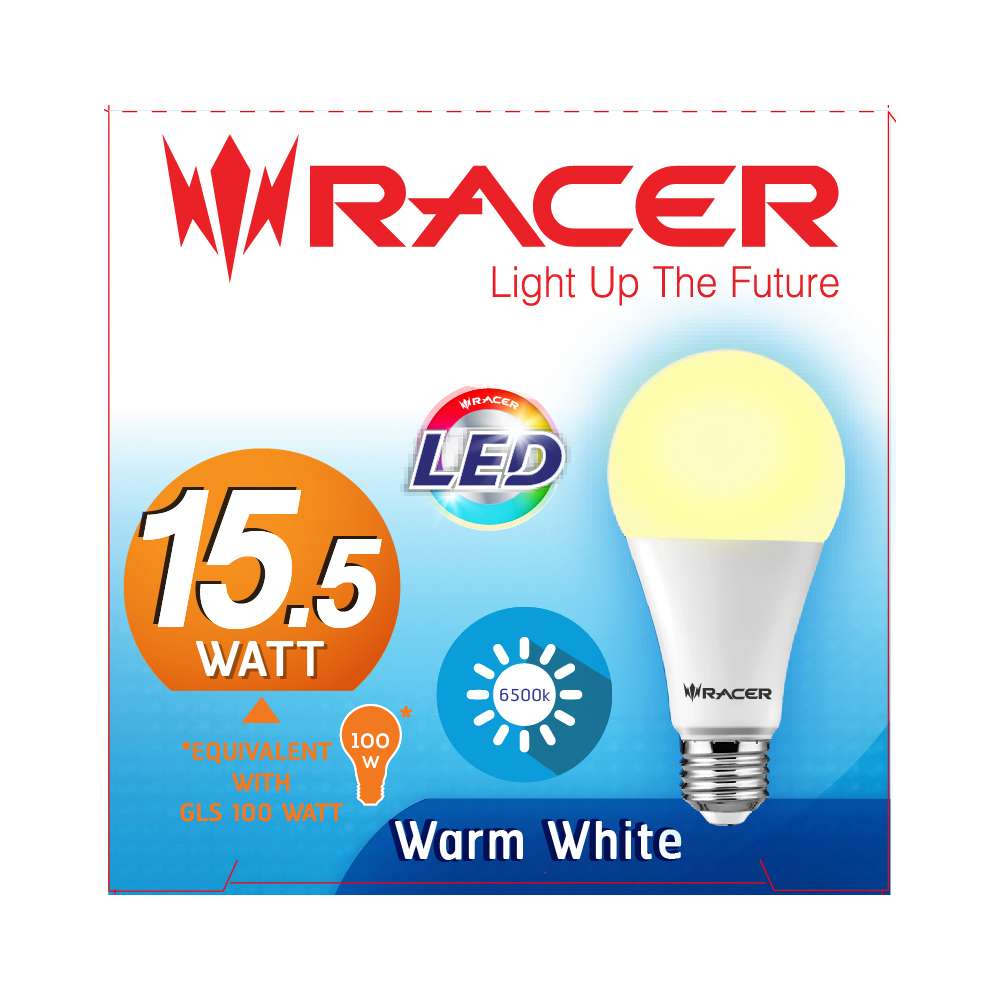 RACER
Light Up The Future
RACER
LED
15.5
WATT
6500k
*EQUIVALENT
WITH
GLS 100 WATT
100
W
*
RACER
Warm White